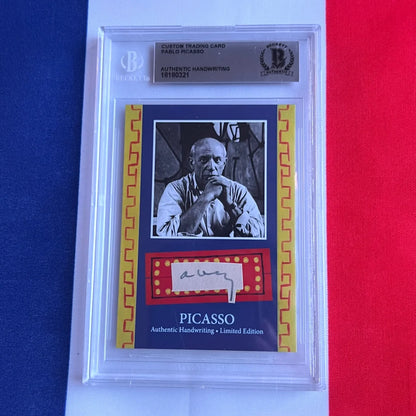 CUSTOM TRADING CARD
PABLO PICASSO
AUTHENTIC HANDWRITING
16180321
BECKETT
PICASSO
Authentic Handwriting • Limited Edition